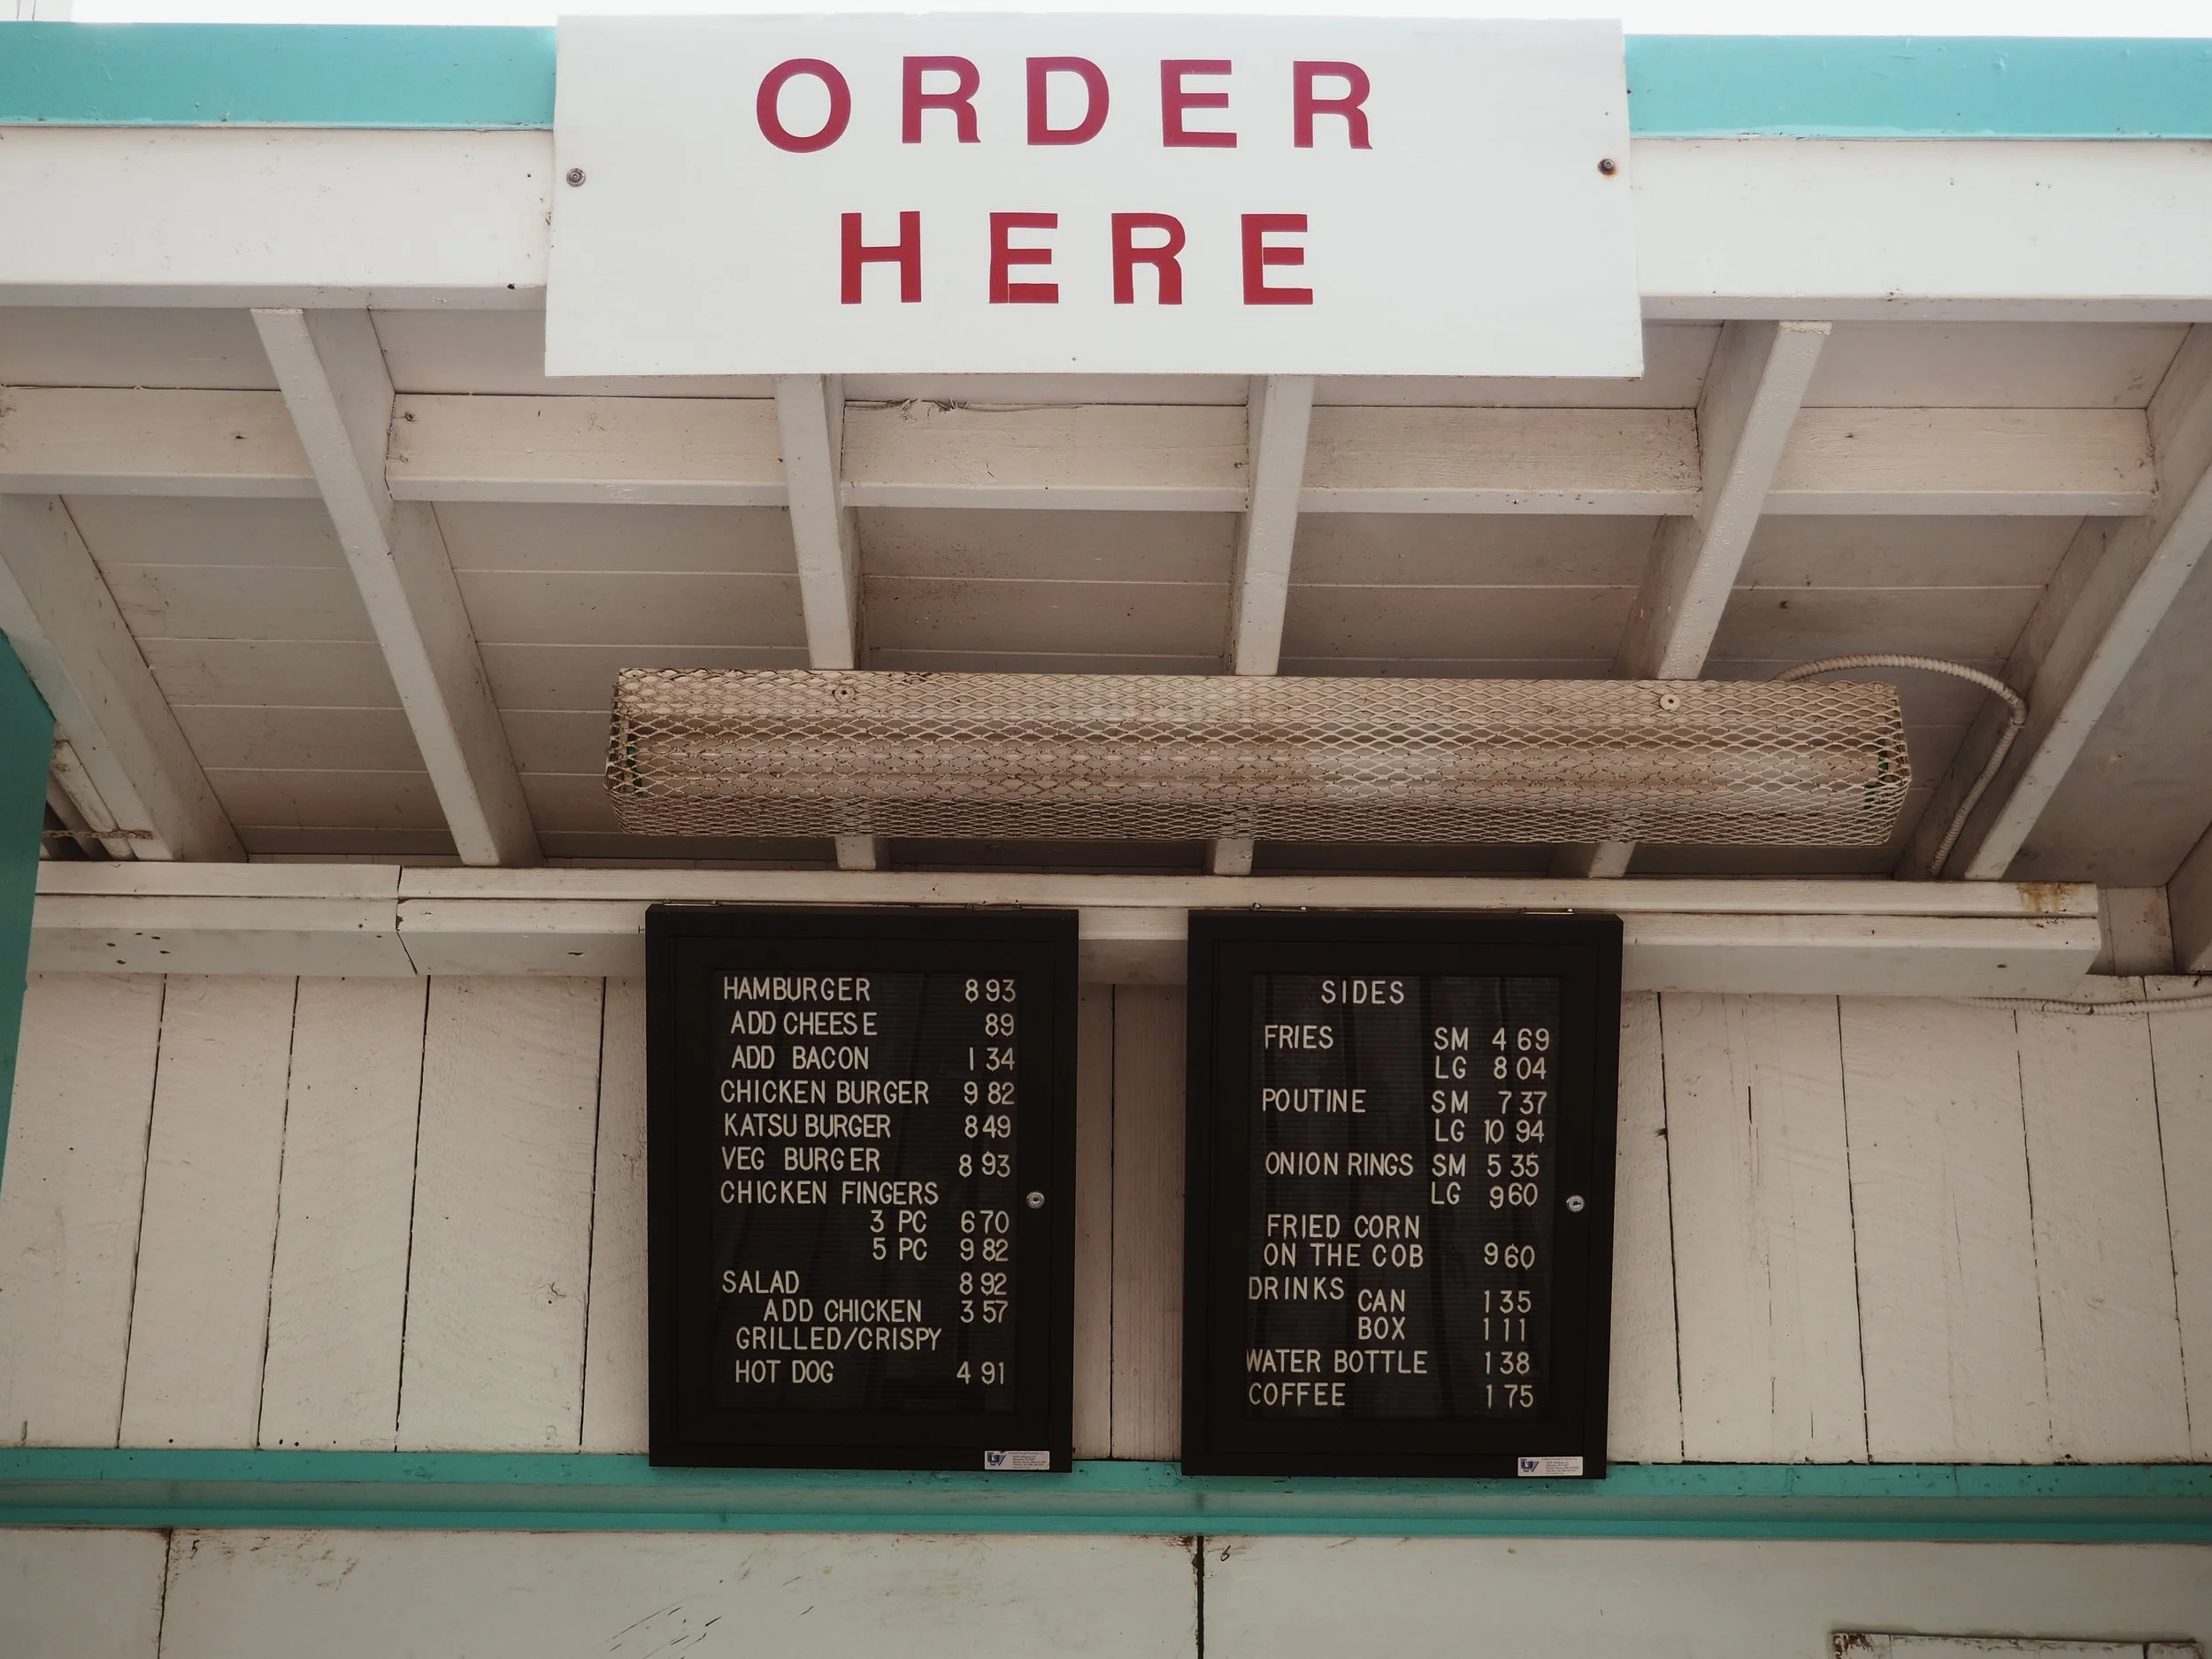 ORDER
HERE
HAMBURGER 8 93
ADD CHEESE 89
ADD BACON 1 34
CHICKEN BURGER 9 82
KATSU BURGER 8 49
VEG BURGER 8 93
CHICKEN FINGERS
3 PC 6 70
5 PC 9 82
SALAD 8 92
ADD CHICKEN 3 57
GRILLED/CRISPY
HOT DOG 4 91
SIDES
FRIES SM 4 69
LG 8 04
POUTINE SM 7 37
LG 10 94
ONION RINGS SM 5 35
LG 9 60
FRIED CORN
ON THE COB 9 60
DRINKS CAN 1 35
BOX 1 11
WATER BOTTLE 1 38
COFFEE 1 75
5
6